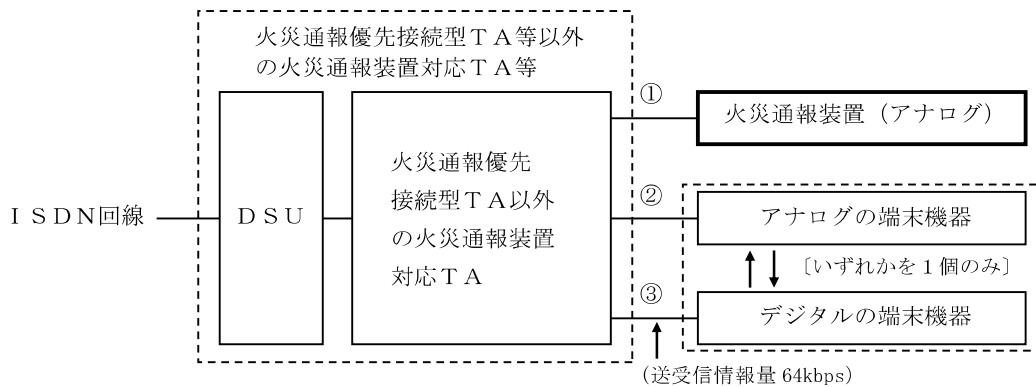 火災通報優先接続型ＴＡ等以外
の火災通報装置対応ＴＡ等
ＩＳＤＮ回線
ＤＳＵ
火災通報優先
接続型ＴＡ以外
の火災通報装置
対応ＴＡ
①
火災通報装置（アナログ）
②
アナログの端末機器
〔いずれかを１個のみ〕
③
デジタルの端末機器
（送受信情報量 64kbps）